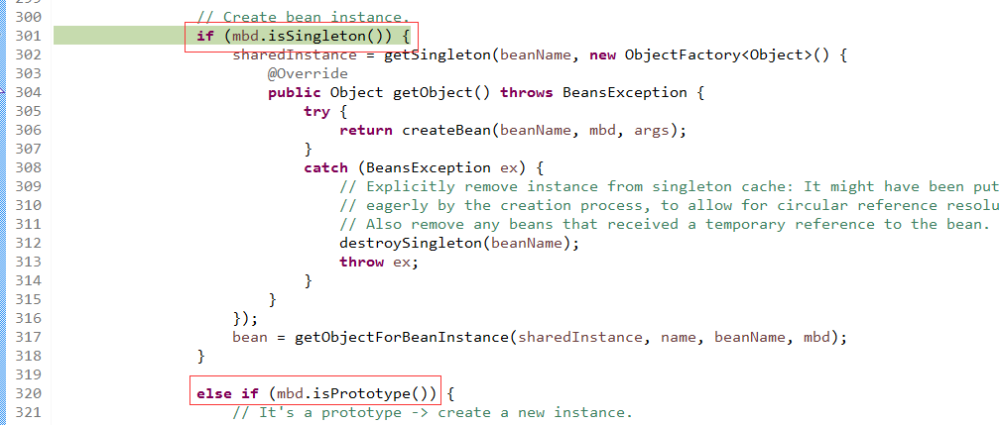 300 // Create bean instance.
301 if (mbd.isSingleton()) {
302 sharedInstance = getSingleton(beanName, new ObjectFactory<Object>() {
303 @Override
304 public Object getObject() throws BeansException {
305 try {
306 return createBean(beanName, mbd, args);
307 }
308 catch (BeansException ex) {
309 // Explicitly remove instance from singleton cache: It might have been put
310 // eagerly by the creation process, to allow for circular reference resolu
311 // Also remove any beans that received a temporary reference to the bean.
312 destroySingleton(beanName);
313 throw ex;
314 }
315 }
316 });
317 bean = getObjectForBeanInstance(sharedInstance, name, beanName, mbd);
318 }
319
320 else if (mbd.isPrototype()) {
321 // It's a prototype -> create a new instance.